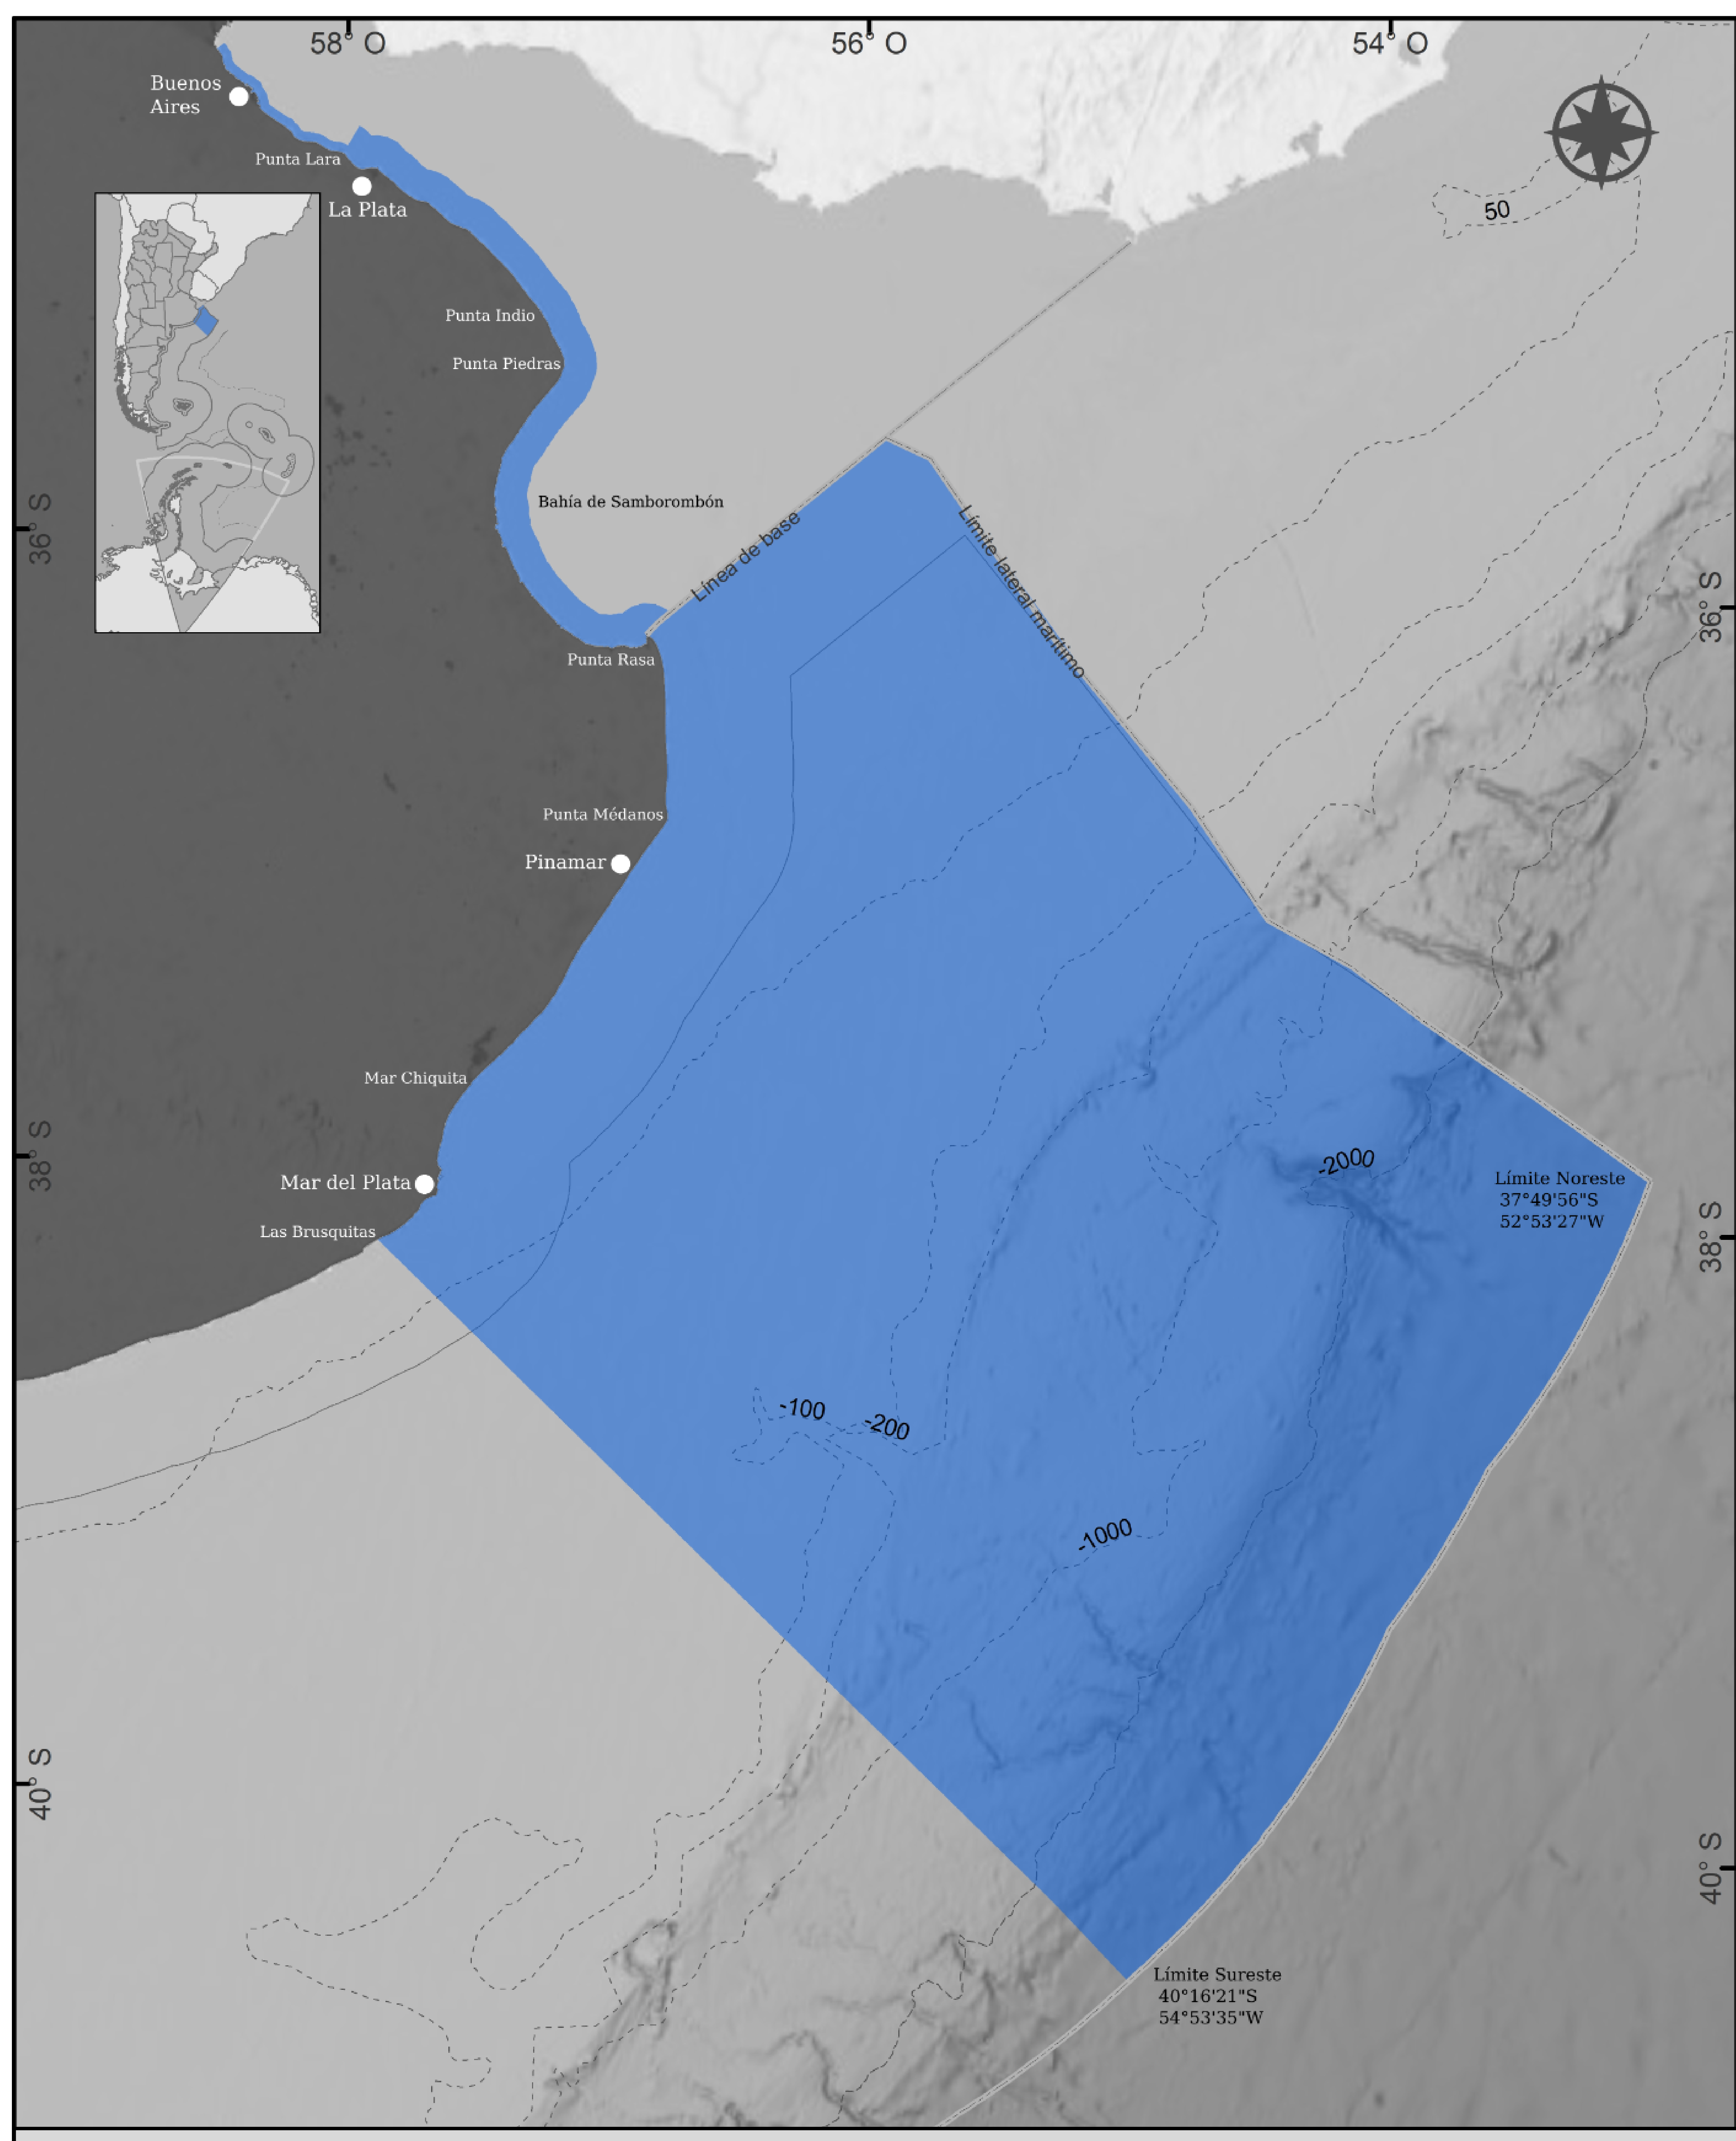 58° O
56° O
54° O
Buenos
Aires
Punta Lara
La Plata
50
Punta Indio
Punta Piedras
Bahía de Samborombón
36° S
Línea de base
Límite lateral marítimo
36° S
Punta Rasa
Punta Médanos
Pinamar
Mar Chiquita
38° S
Mar del Plata
-2000
Límite Noreste
37°49'56"S
52°53'27"W
38° S
Las Brusquitas
-100
-200
-1000
40° S
40° S
Límite Sureste
40°16'21"S
54°53'35"W